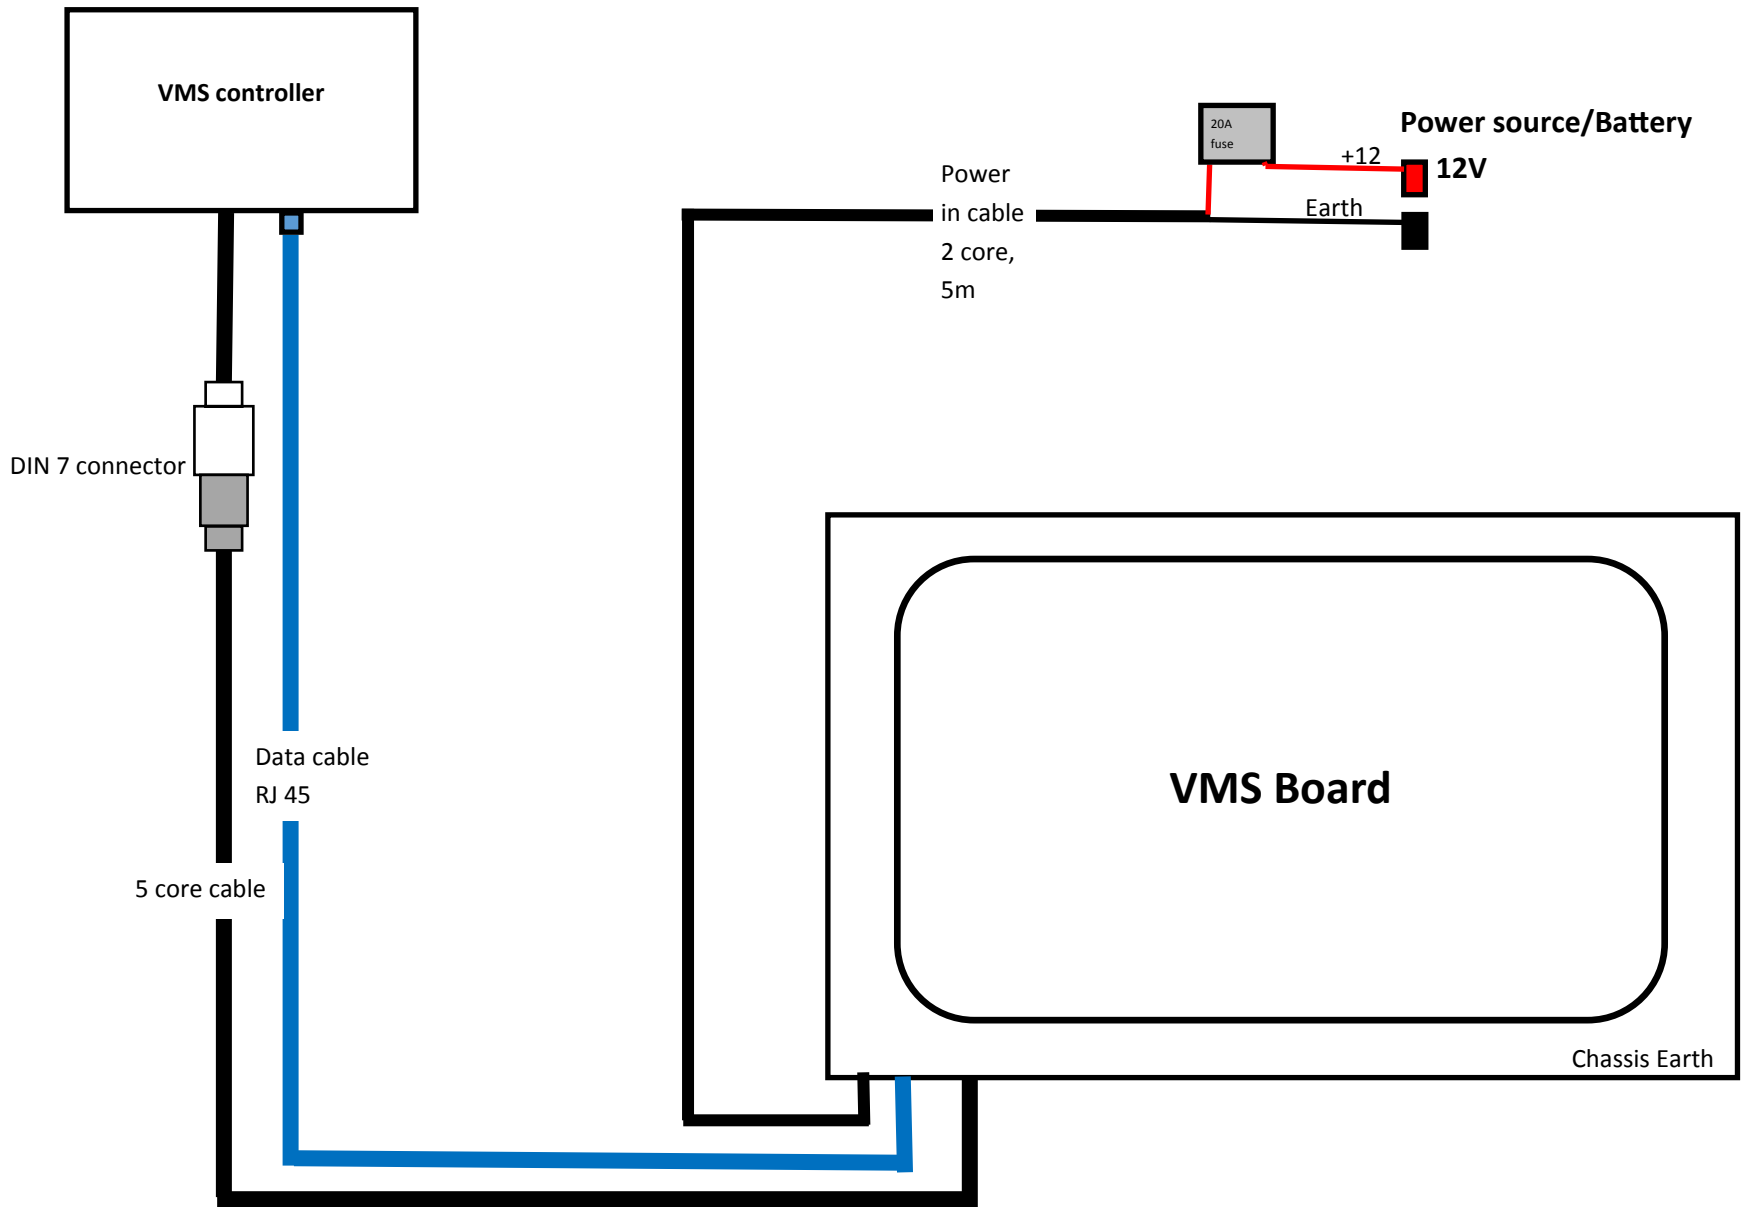 VMS controller
20A
fuse
Power source/Battery
12V
+12
Earth
Power
in cable
2 core,
5m
DIN 7 connector
Data cable
RJ 45
5 core cable
VMS Board
Chassis Earth